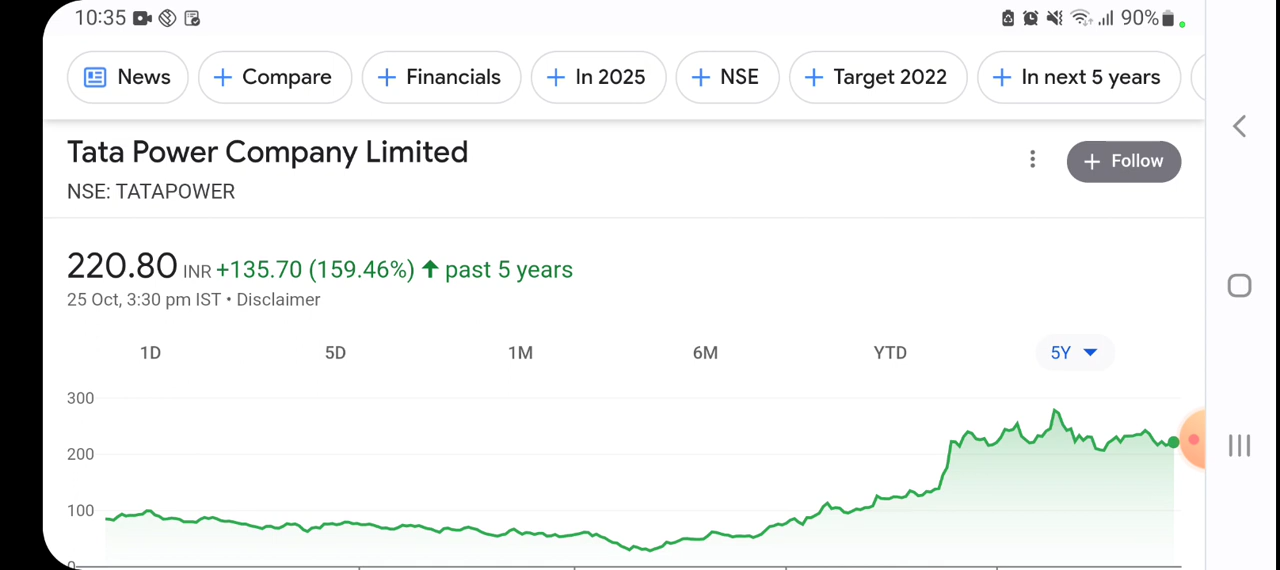 10:35 90%
News Compare Financials In 2025 NSE Target 2022 In next 5 years
Tata Power Company Limited
Follow
NSE: TATAPOWER
220.80 INR +135.70 (159.46%) ↑ past 5 years
25 Oct, 3:30 pm IST • Disclaimer
1D 5D 1M 6M YTD 5Y
300
200
100
0